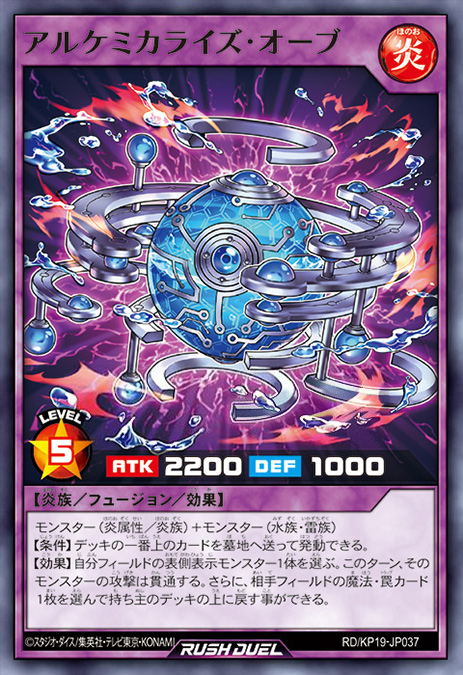 アルケミカライズ・オーブ
ほのお
炎
LEVEL
5
ATK 2200 DEF 1000
【炎族／フュージョン／効果】
モンスター（炎属性／炎族）＋モンスター（水族・雷族）
【条件】デッキの一番上のカードを墓地へ送って発動できる。
【効果】自分フィールドの表側表示モンスター1体を選ぶ。このターン、その
モンスターの攻撃は貫通する。さらに、相手フィールドの魔法・罠カード
1枚を選んで持ち主のデッキの上に戻す事ができる。
©スタジオ・ダイス/集英社・テレビ東京・KONAMI
RUSH DUEL
RD/KP19-JP037